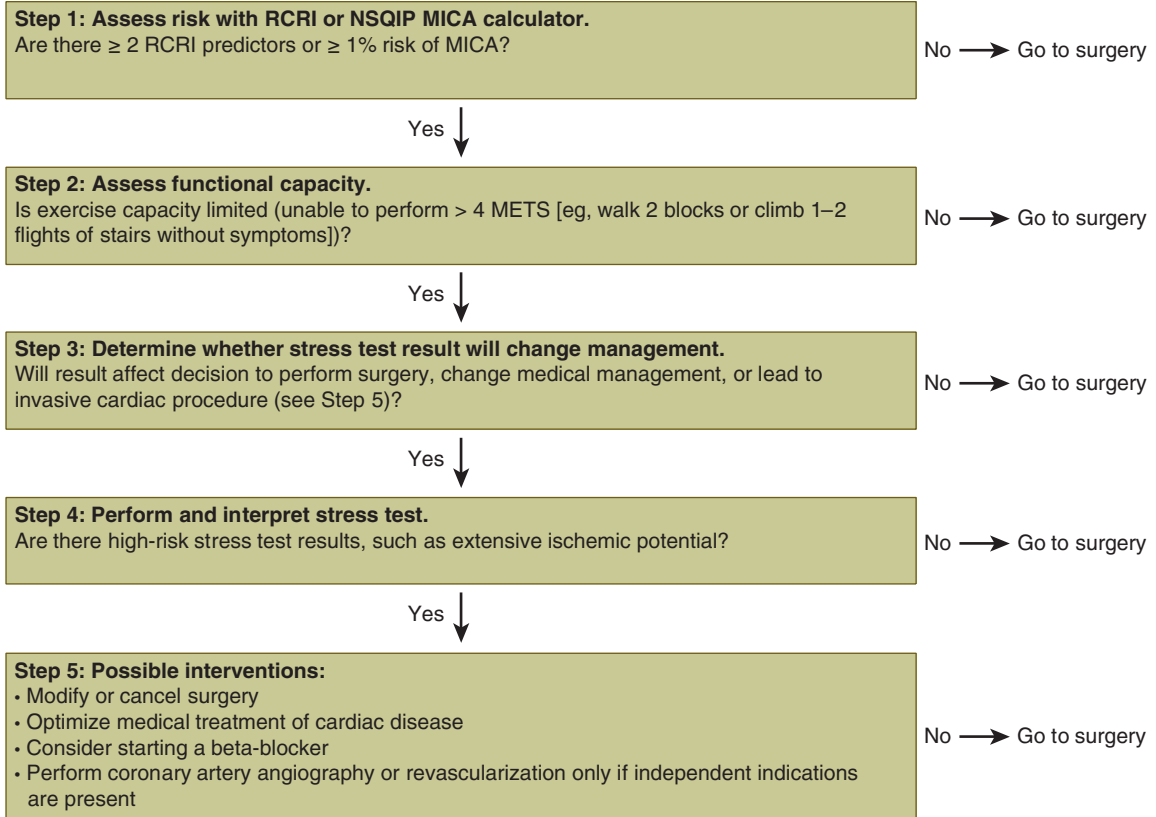 Step 1: Assess risk with RCRI or NSQIP MICA calculator.
Are there ≥ 2 RCRI predictors or ≥ 1% risk of MICA?
No
Go to surgery
Yes
Step 2: Assess functional capacity.
Is exercise capacity limited (unable to perform > 4 METS [eg, walk 2 blocks or climb 1–2
flights of stairs without symptoms])?
No
Go to surgery
Yes
Step 3: Determine whether stress test result will change management.
Will result affect decision to perform surgery, change medical management, or lead to
invasive cardiac procedure (see Step 5)?
No
Go to surgery
Yes
Step 4: Perform and interpret stress test.
Are there high-risk stress test results, such as extensive ischemic potential?
No
Go to surgery
Yes
Step 5: Possible interventions:
• Modify or cancel surgery
• Optimize medical treatment of cardiac disease
• Consider starting a beta-blocker
• Perform coronary artery angiography or revascularization only if independent indications
are present
No
Go to surgery